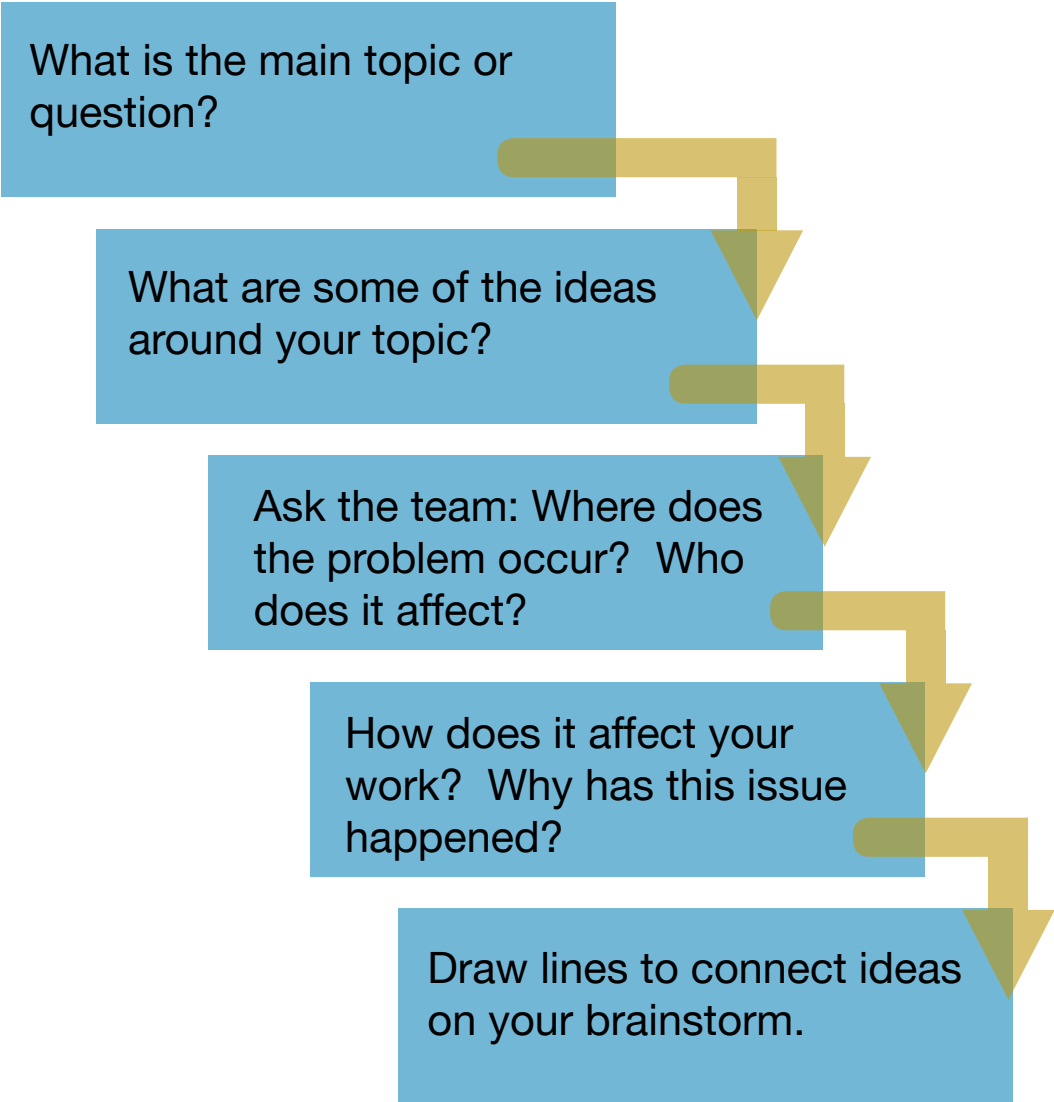 What is the main topic or
question?
What are some of the ideas
around your topic?
Ask the team: Where does
the problem occur?  Who
does it affect?
How does it affect your
work?  Why has this issue
happened?
Draw lines to connect ideas
on your brainstorm.